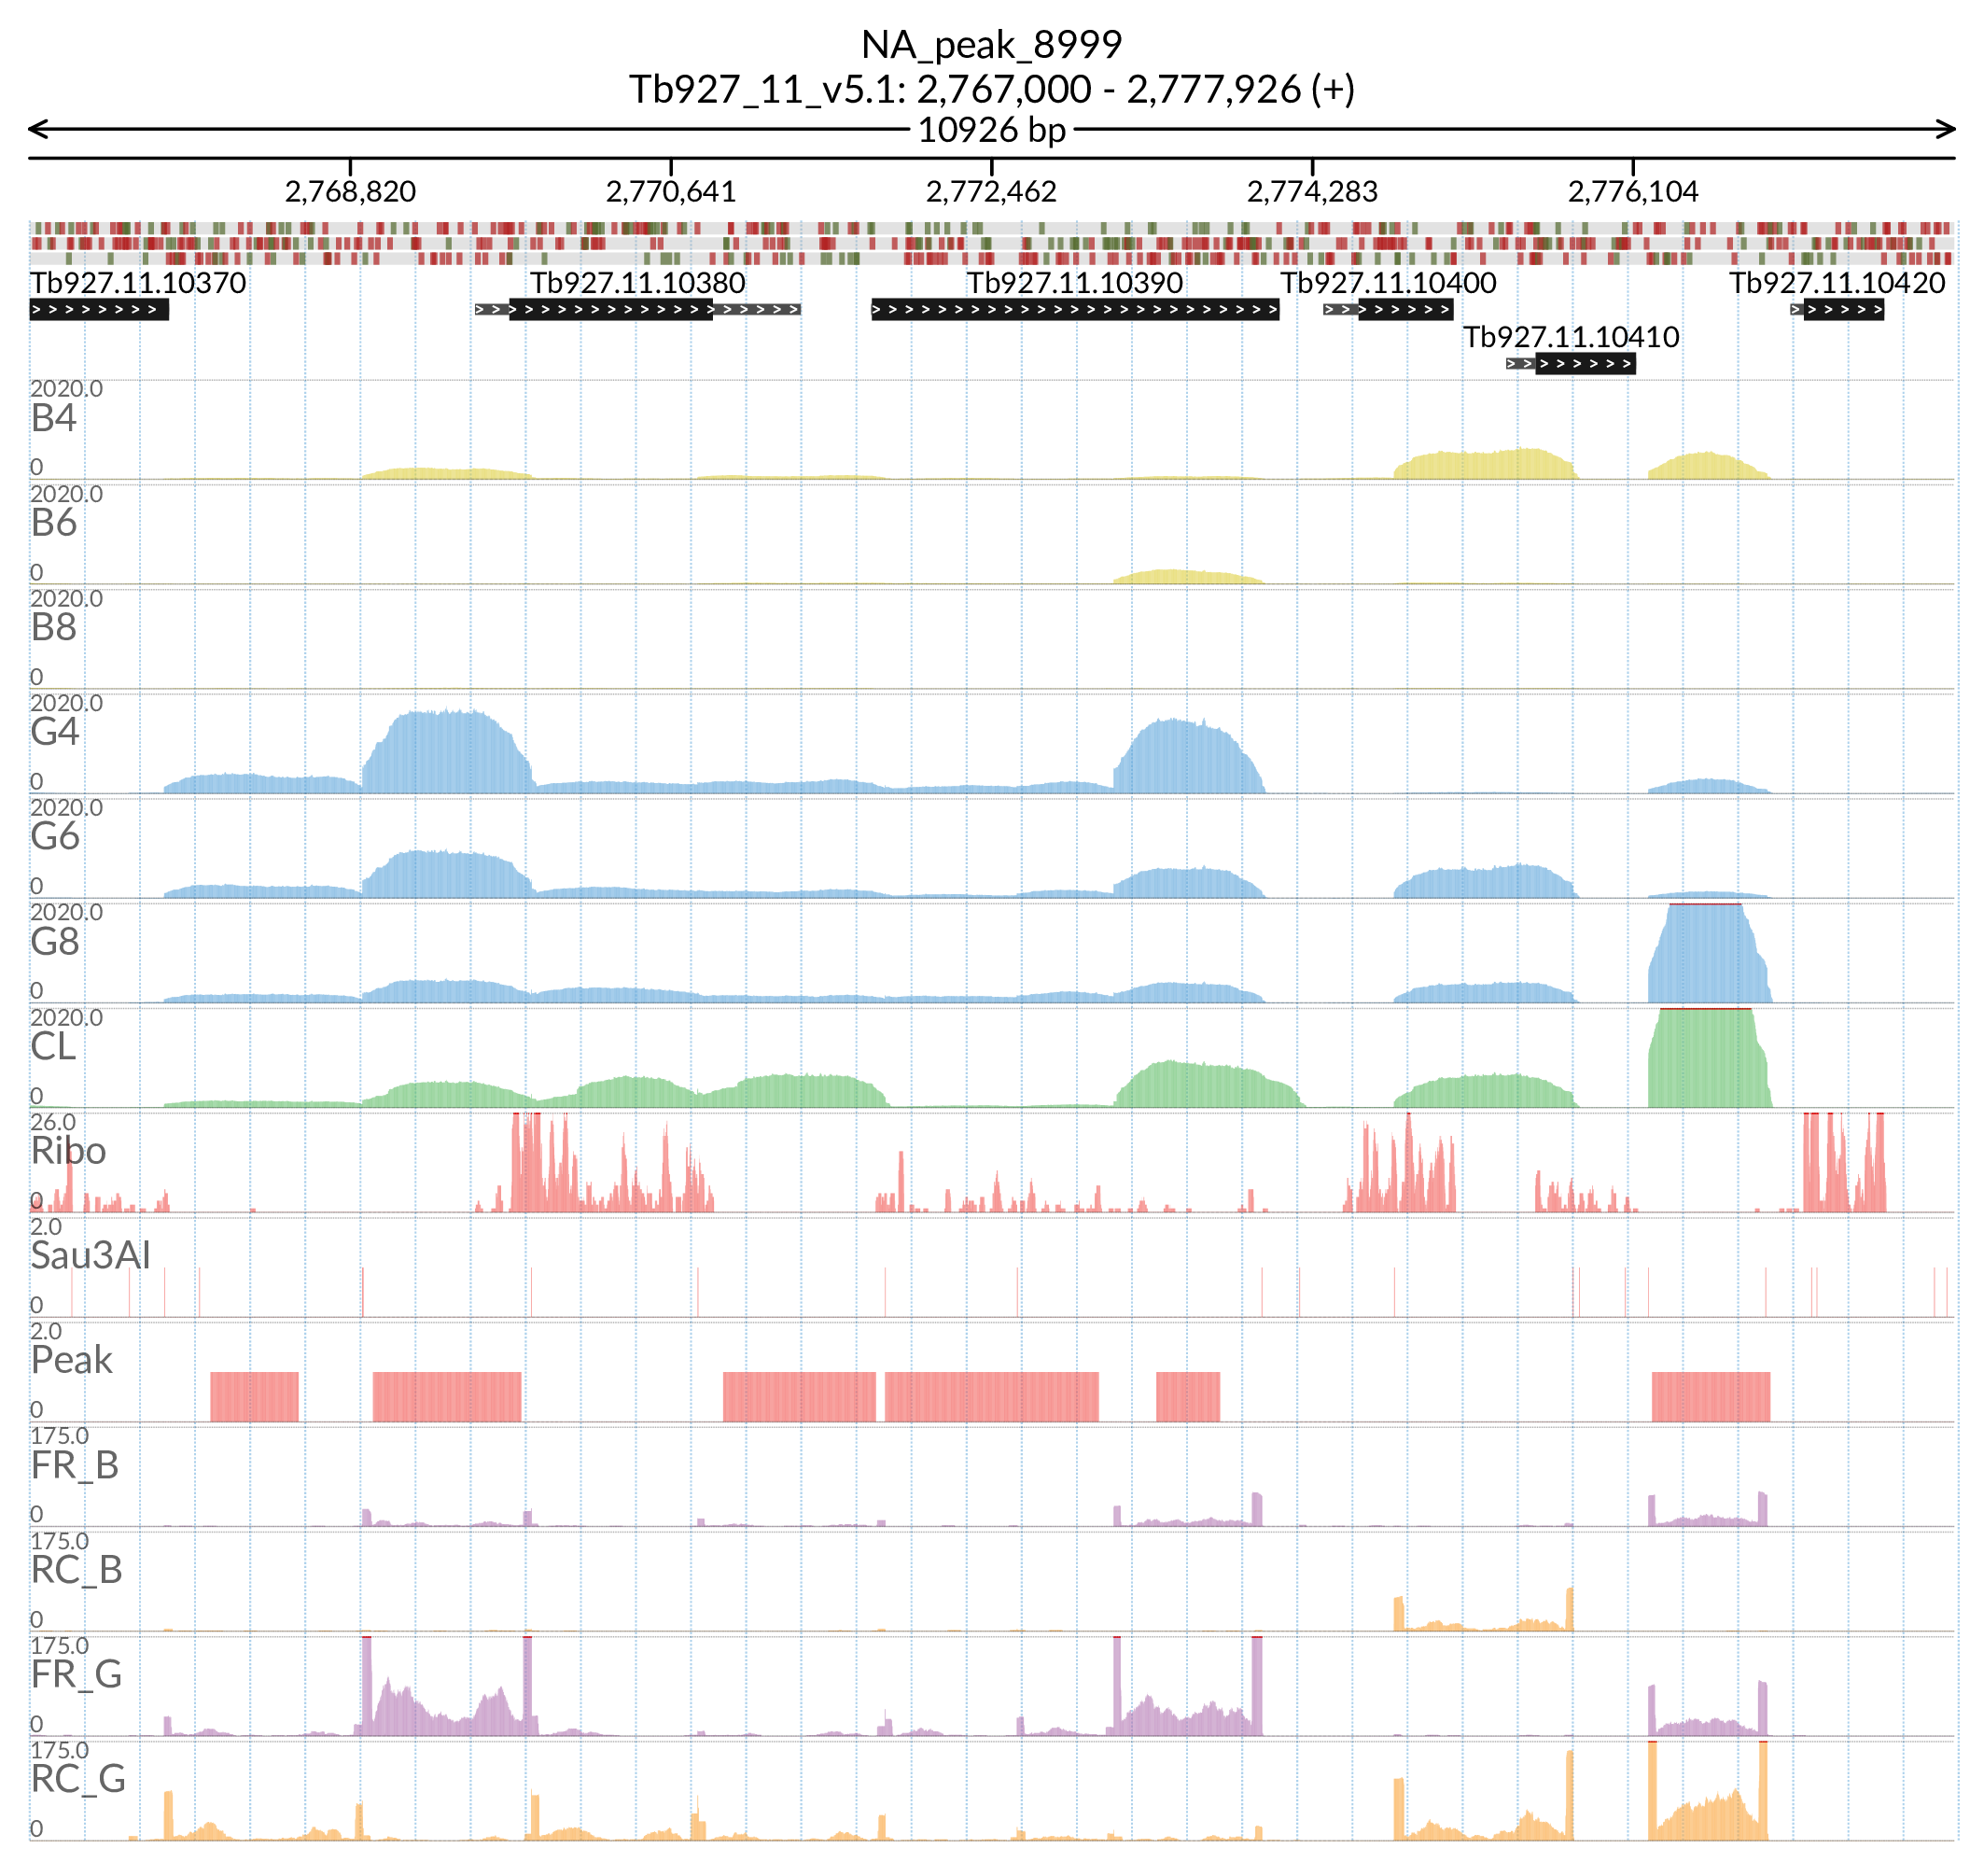 NA_peak_8999
Tb927_11_v5.1: 2,767,000 - 2,777,926 (+)
10926 bp
2,768,820 2,770,641 2,772,462 2,774,283 2,776,104
Tb927.11.10370 Tb927.11.10380 Tb927.11.10390 Tb927.11.10400 Tb927.11.10420
Tb927.11.10410
2020.0
B4
0
2020.0
B6
0
2020.0
B8
0
2020.0
G4
0
2020.0
G6
0
2020.0
G8
0
2020.0
CL
0
26.0
Ribo
0
2.0
Sau3AI
0
2.0
Peak
0
175.0
FR_B
0
175.0
RC_B
0
175.0
FR_G
0
175.0
RC_G
0